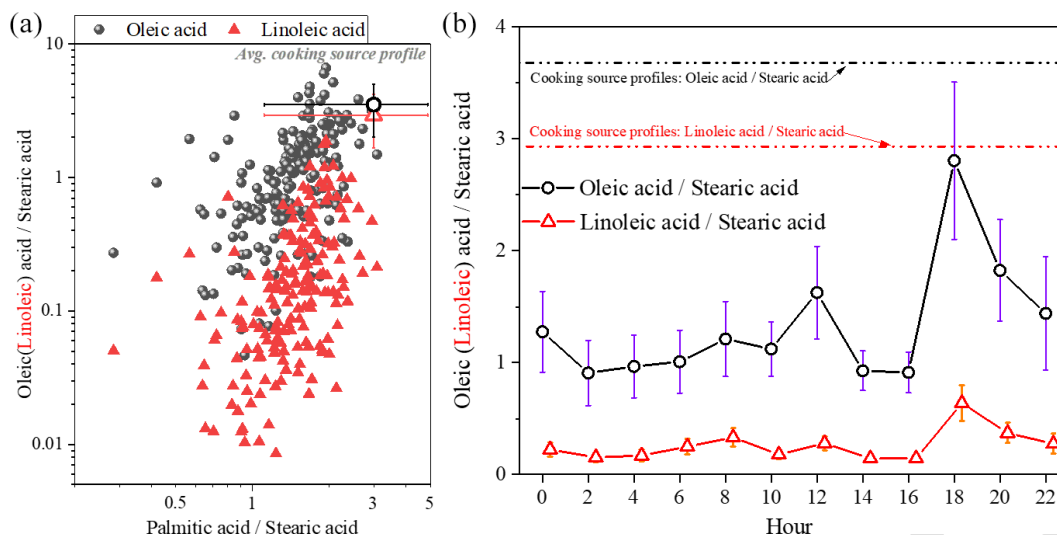 (a)
Oleic acid
Linoleic acid
Avg. cooking source profile
10
1
0.1
0.01
Oleic(Linoleic) acid / Stearic acid
0.5
1
5
Palmitic acid / Stearic acid
(b)
4
3
2
1
0
Oleic (Linoleic) acid / Stearic acid
Cooking source profiles: Oleic acid / Stearic acid
Cooking source profiles: Linoleic acid / Stearic acid
Oleic acid / Stearic acid
Linoleic acid / Stearic acid
0 2 4 6 8 10 12 14 16 18 20 22
Hour